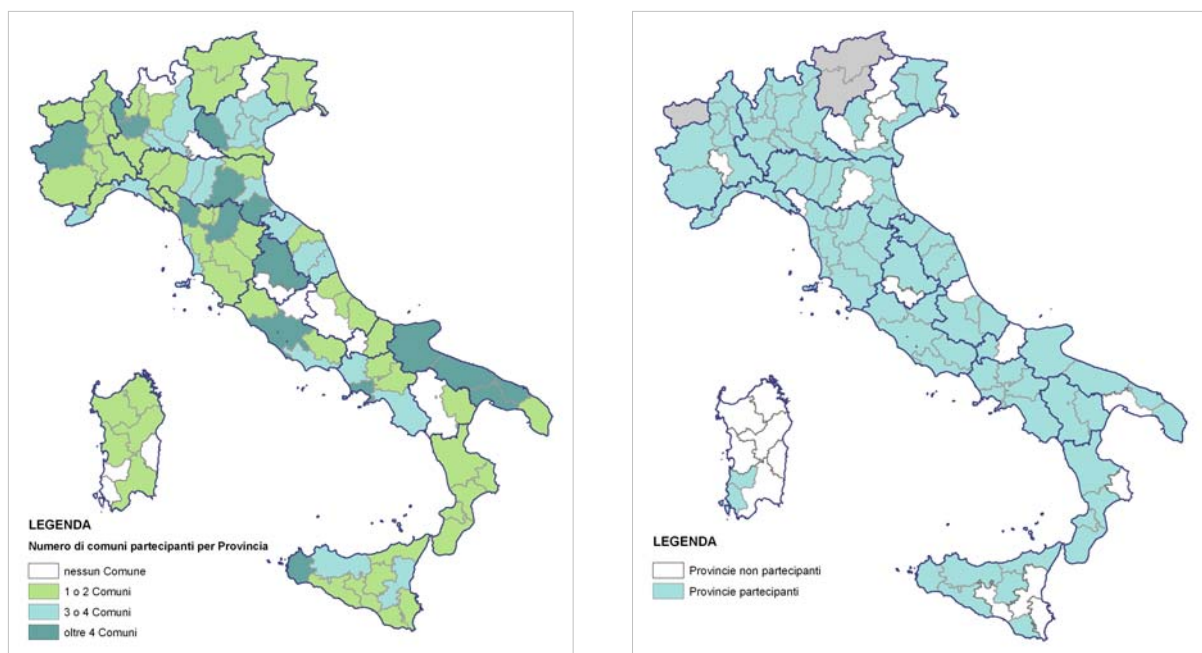 LEGENDA
Numero di comuni partecipanti per Provincia
nessun Comune
1 o 2 Comuni
3 o 4 Comuni
oltre 4 Comuni
LEGENDA
Provincie non partecipanti
Provincie partecipanti